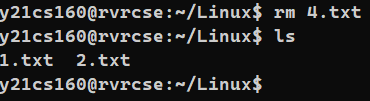 y21cs160@rvrcse:~/Linux$ rm 4.txt
y21cs160@rvrcse:~/Linux$ ls
1.txt  2.txt
y21cs160@rvrcse:~/Linux$